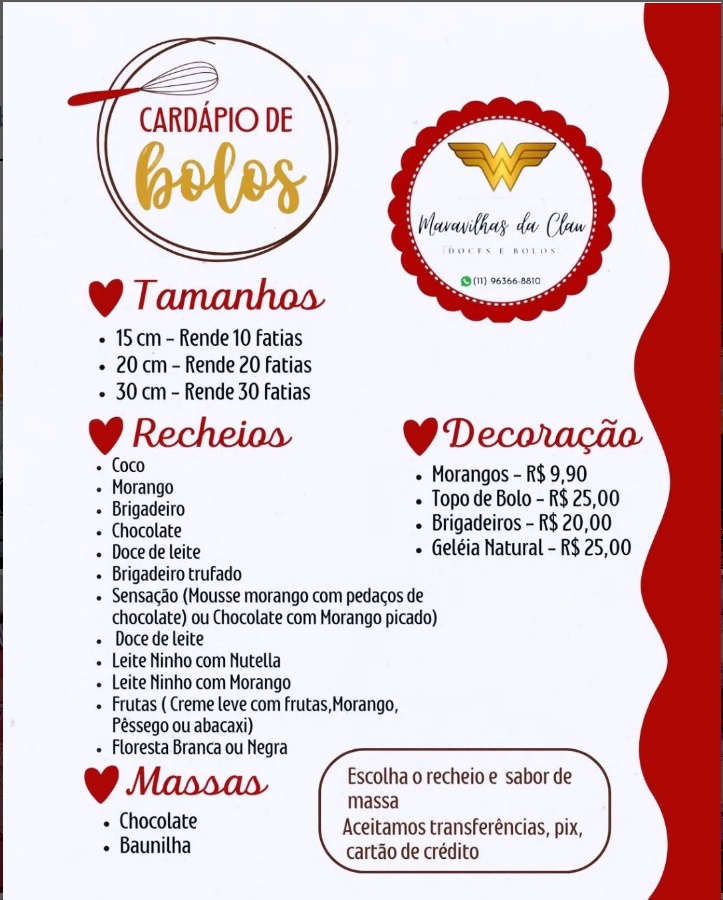 CARDÁPIO DE
bolos
Maravilhas da Clau
DOCES E BOLOS
(11) 96366-8810
Tamanhos
15 cm – Rende 10 fatias
20 cm – Rende 20 fatias
30 cm – Rende 30 fatias
Recheios
Coco
Morango
Brigadeiro
Chocolate
Doce de leite
Brigadeiro trufado
Sensação (Mousse morango com pedaços de
chocolate) ou Chocolate com Morango picado)
Doce de leite
Leite Ninho com Nutella
Leite Ninho com Morango
Frutas ( Creme leve com frutas,Morango,
Pêssego ou abacaxi)
Floresta Branca ou Negra
Decoração
Morangos – R$ 9,90
Topo de Bolo – R$ 25,00
Brigadeiros – R$ 20,00
Geléia Natural – R$ 25,00
Massas
Chocolate
Baunilha
Escolha o recheio e sabor de
massa
Aceitamos transferências, pix,
cartão de crédito